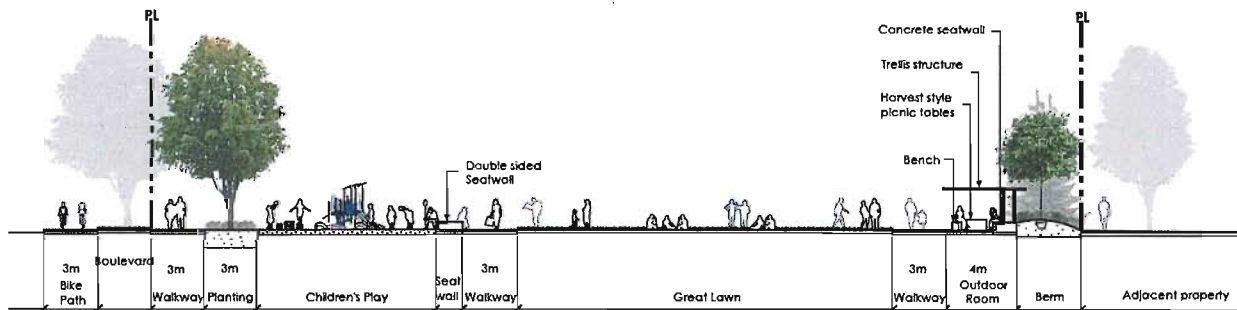 PL
PL
Concrete seatwall
Trellis structure
Harvest style
picnic tables
Bench
Double sided
Seatwall
3m
Bike
Path
Boulevard
3m
Walkway
3m
Planting
Children's Play
Seat
wall
3m
Walkway
Great Lawn
3m
Walkway
4m
Outdoor
Room
Berm
Adjacent property